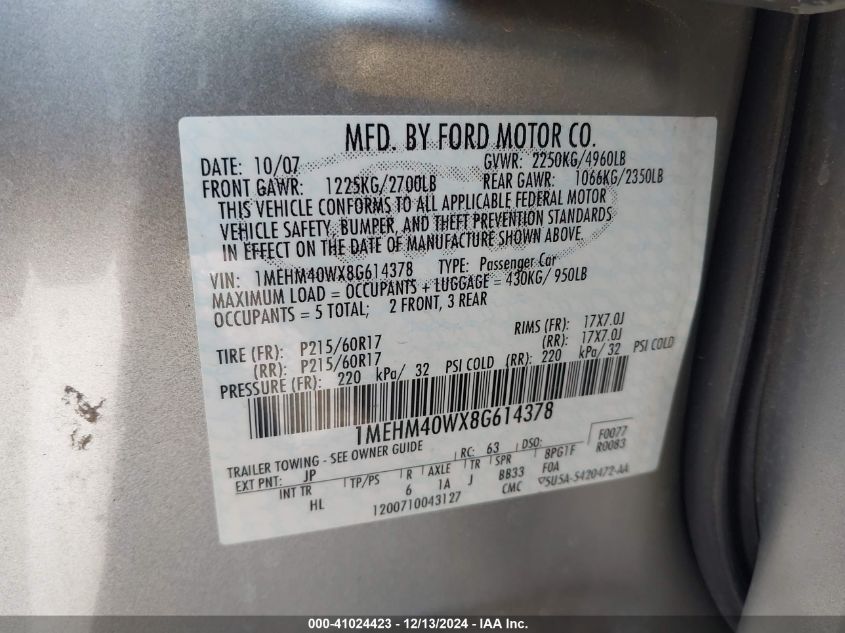 MFD. BY FORD MOTOR CO.
DATE: 10/07 GVWR: 2250KG/4960LB
FRONT GAWR: 1225KG/2700LB REAR GAWR: 1066KG/2350LB
THIS VEHICLE CONFORMS TO ALL APPLICABLE FEDERAL MOTOR
VEHICLE SAFETY, BUMPER, AND THEFT PREVENTION STANDARDS
IN EFFECT ON THE DATE OF MANUFACTURE SHOWN ABOVE.
VIN: 1MEHM40WX8G614378 TYPE: Passenger Car
MAXIMUM LOAD = OCCUPANTS + LUGGAGE = 430KG/ 950LB
OCCUPANTS = 5 TOTAL; 2 FRONT, 3 REAR
TIRE (FR): P215/60R17 RIMS (FR): 17X7.0J
(RR): P215/60R17 (RR): 17X7.0J
PRESSURE (FR): 220 kPa/ 32 PSI COLD (RR): 220 kPa/ 32 PSI COLD
1MEHM40WX8G614378
TRAILER TOWING - SEE OWNER GUIDE RC: 63 DSO: F0077
EXT PNT: JP R0083
INT TR TP/PS R AXLE TR SPR 8PG1F
HL 6 1A J BB33 F0A
1200710043127 CMC 5U5A-5420472-AA
000-41024423 - 12/13/2024 - IAA Inc.